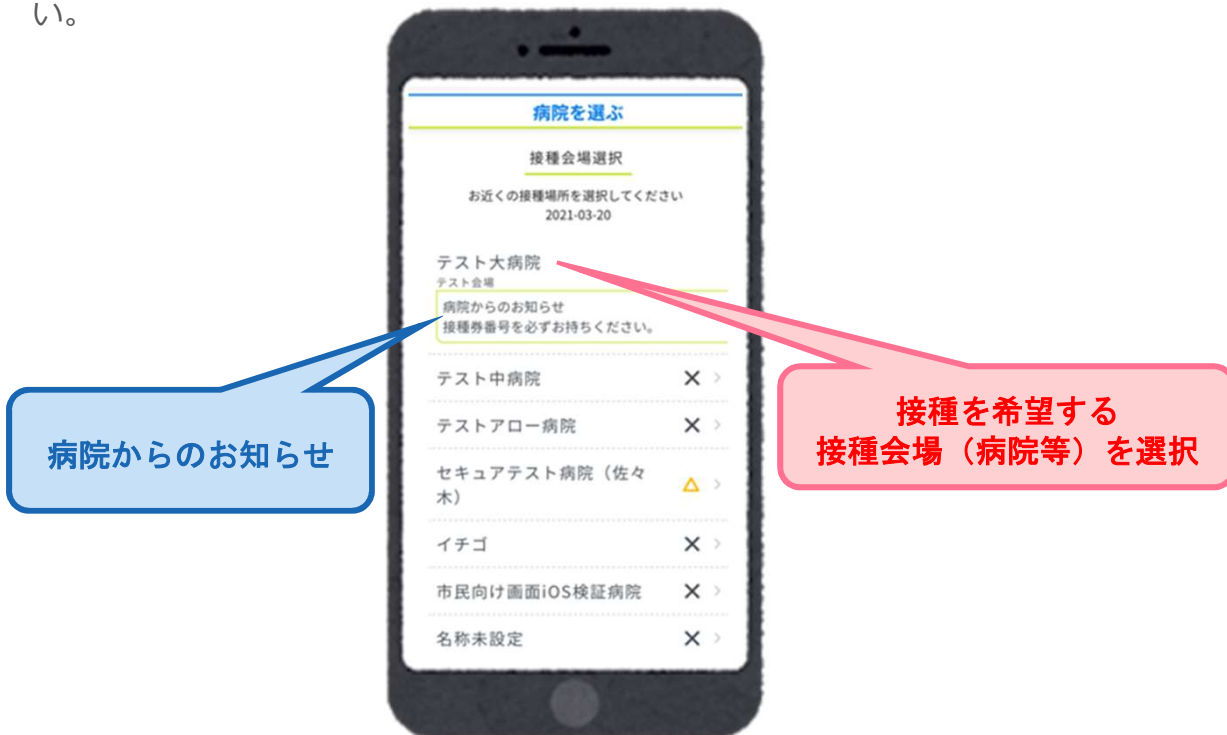 い。
病院を選ぶ
接種会場選択
お近くの接種場所を選択してください
2021-03-20
テスト大病院
テスト会場
病院からのお知らせ
接種券番号を必ずお持ちください。
テスト中病院 ✕ >
テストアロー病院 ✕ >
セキュアテスト病院（佐々
木） △ >
イチゴ ✕ >
市民向け画面iOS検証病院 ✕ >
名称未設定 ✕ >
病院からのお知らせ
接種を希望する
接種会場（病院等）を選択